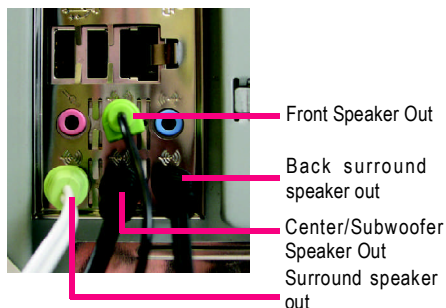 Front Speaker Out
Back surround
speaker out
Center/Subwoofer
Speaker Out
Surround speaker
out